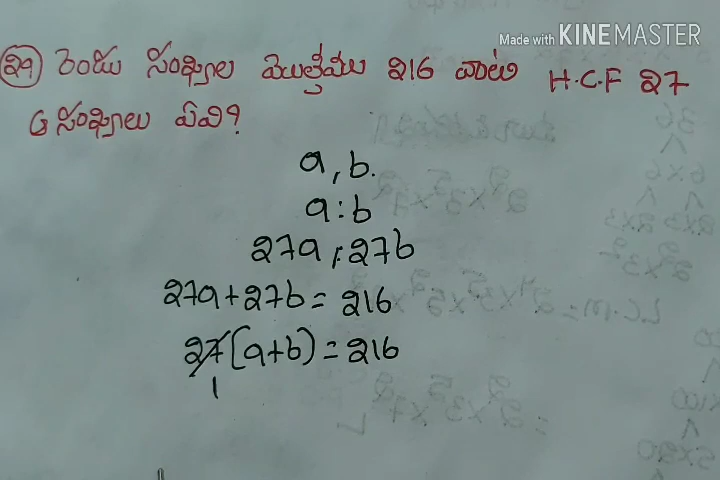 Made with KINEMASTER
29 రెండు సంఖ్యల మొత్తము 216 వాటి H.C.F 27
ఆ సంఖ్యలు ఏవి?
a, b.
a : b
27a, 27b
27a + 27b = 216
27(a+b) = 216
1